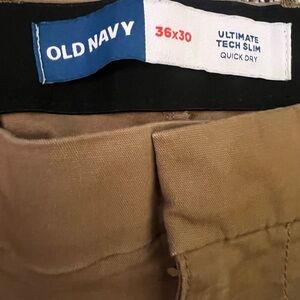 OLD NAVY
36x30
ULTIMATE
TECH SLIM
QUICK DRY